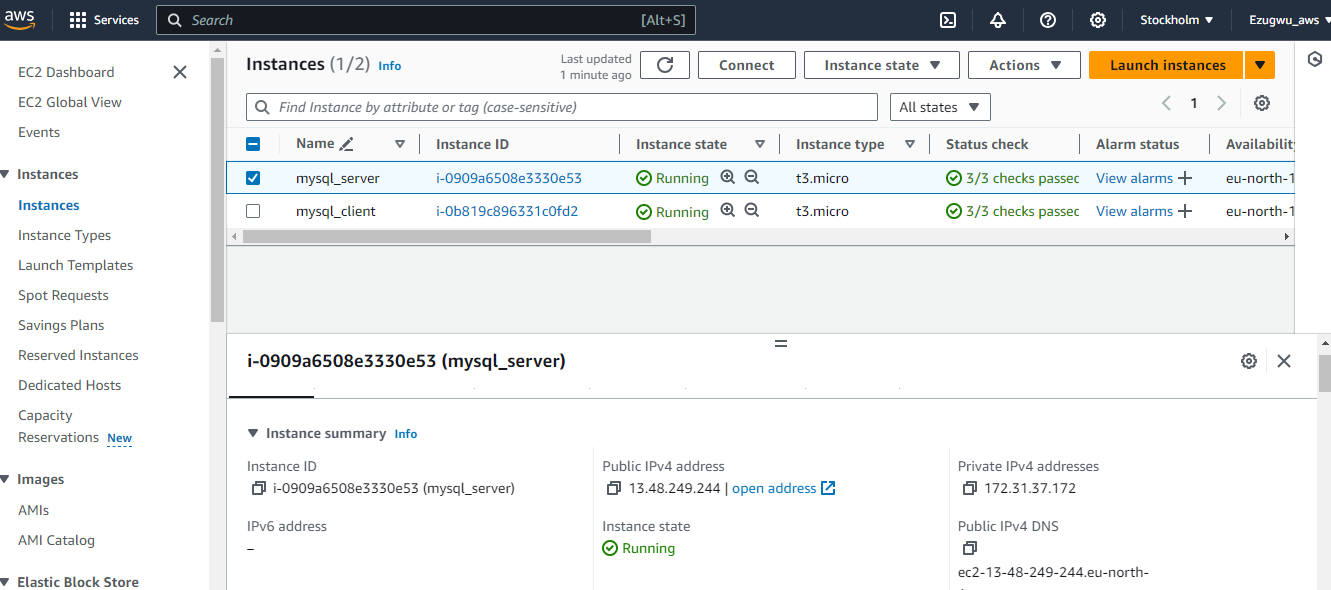 aws
Services
Search [Alt+S]
Stockholm
Ezugwu_aws
EC2 Dashboard
EC2 Global View
Events
Instances
Instances
Instance Types
Launch Templates
Spot Requests
Savings Plans
Reserved Instances
Dedicated Hosts
Capacity
Reservations New
Images
AMIs
AMI Catalog
Elastic Block Store
Instances (1/2) Info
Last updated
1 minute ago
Connect
Instance state
Actions
Launch instances
Find Instance by attribute or tag (case-sensitive)
All states
1
Name Instance ID Instance state Instance type Status check Alarm status Availability
mysql_server i-0909a6508e3330e53 Running t3.micro 3/3 checks passed View alarms eu-north-1
mysql_client i-0b819c896331c0fd2 Running t3.micro 3/3 checks passed View alarms eu-north-1
i-0909a6508e3330e53 (mysql_server)
Instance summary Info
Instance ID
i-0909a6508e3330e53 (mysql_server)
IPv6 address
–
Public IPv4 address
13.48.249.244 | open address
Instance state
Running
Private IPv4 addresses
172.31.37.172
Public IPv4 DNS
ec2-13-48-249-244.eu-north-